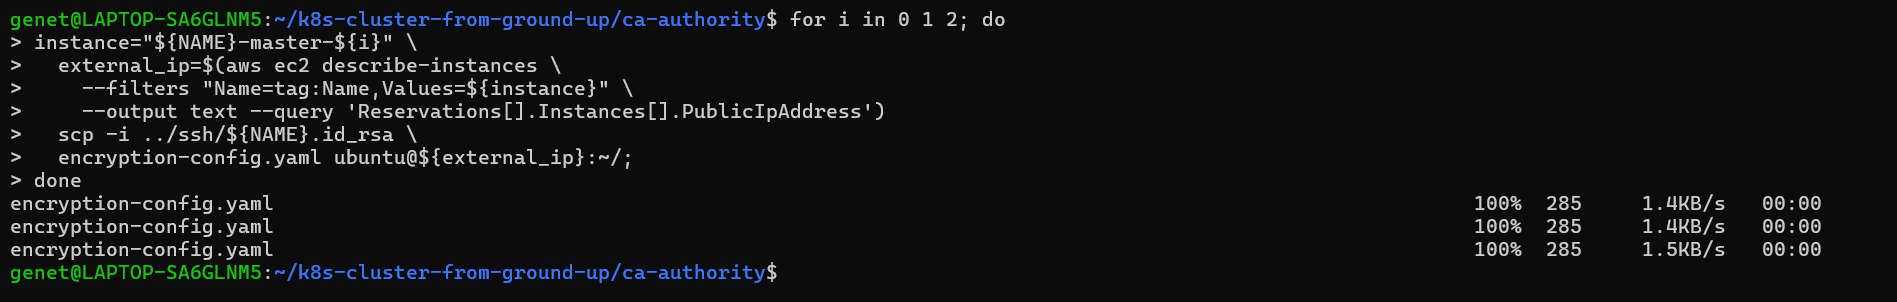 genet@LAPTOP-SA6GLNM5:~/k8s-cluster-from-ground-up/ca-authority$ for i in 0 1 2; do
> instance="${NAME}-master-${i}" \
>   external_ip=$(aws ec2 describe-instances \
>     --filters "Name=tag:Name,Values=${instance}" \
>     --output text --query 'Reservations[].Instances[].PublicIpAddress')
>   scp -i ../ssh/${NAME}.id_rsa \
>   encryption-config.yaml ubuntu@${external_ip}:~/;
> done
encryption-config.yaml 100% 285 1.4KB/s 00:00
encryption-config.yaml 100% 285 1.4KB/s 00:00
encryption-config.yaml 100% 285 1.5KB/s 00:00
genet@LAPTOP-SA6GLNM5:~/k8s-cluster-from-ground-up/ca-authority$